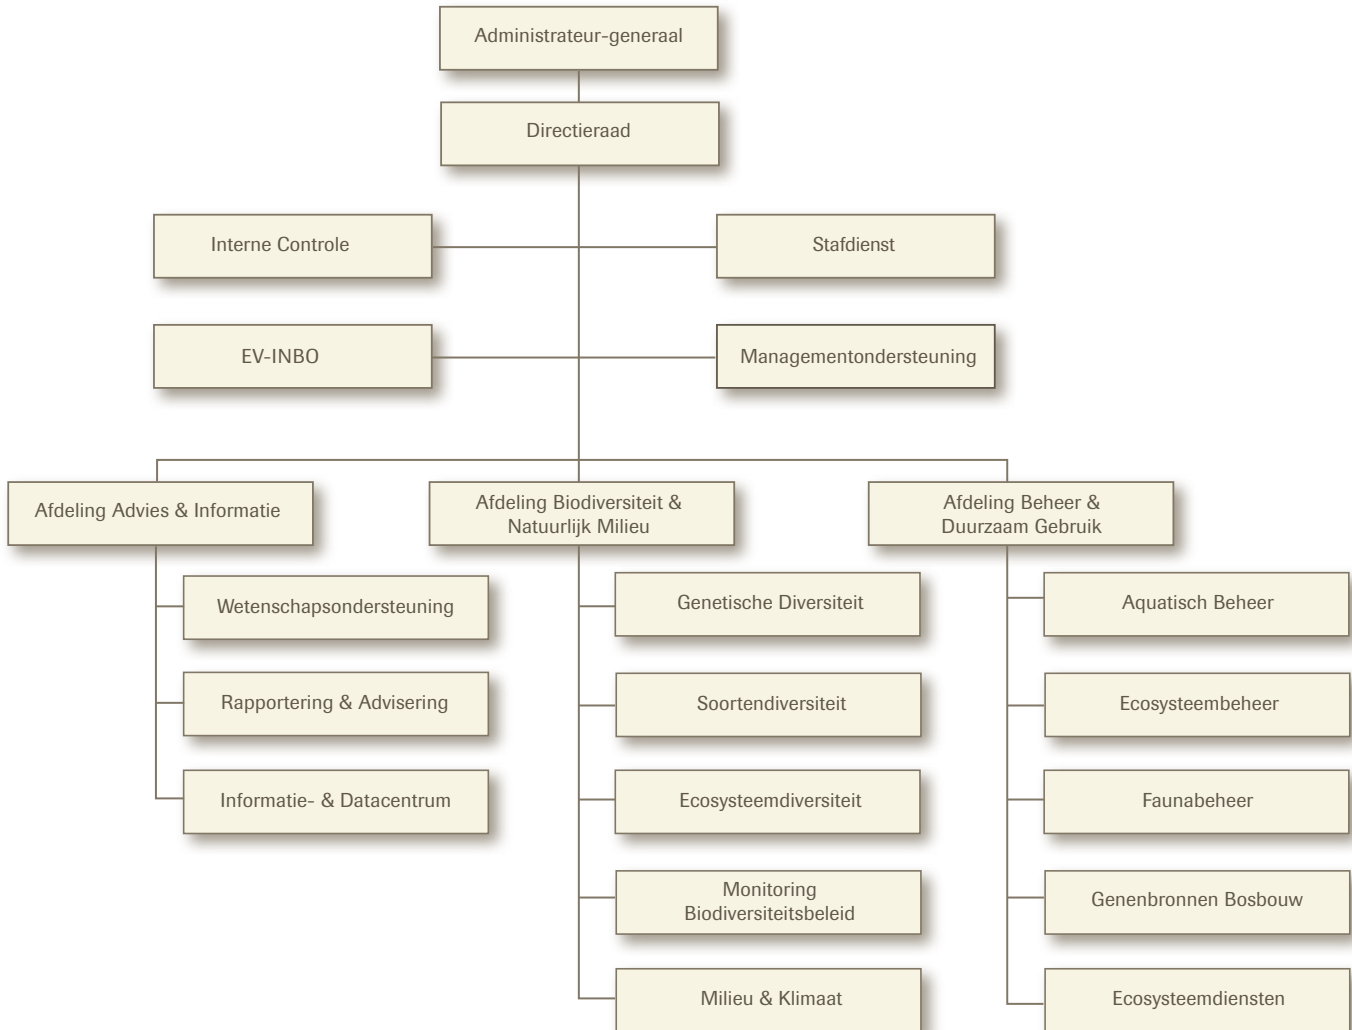 Administrateur-generaal
Directieraad
Interne Controle
Stafdienst
EV-INBO
Managementondersteuning
Afdeling Advies & Informatie
Afdeling Biodiversiteit &
Natuurlijk Milieu
Afdeling Beheer &
Duurzaam Gebruik
Wetenschapsondersteuning
Rapportering & Advisering
Informatie- & Datacentrum
Genetische Diversiteit
Soortendiversiteit
Ecosysteemdiversiteit
Monitoring
Biodiversiteitsbeleid
Milieu & Klimaat
Aquatisch Beheer
Ecosysteembeheer
Faunabeheer
Genenbronnen Bosbouw
Ecosysteemdiensten